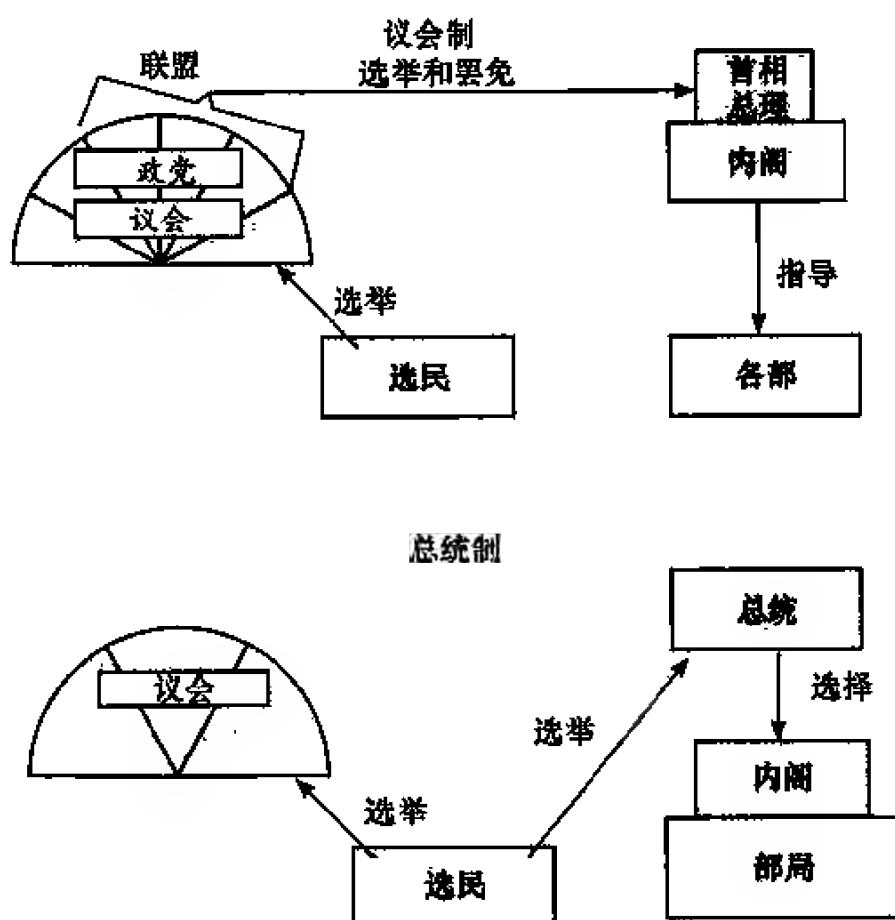 议会制
联盟
选举和罢免
首相
总理
政党
内阁
议会
指导
选举
选民
各部
总统制
总统
议会
选择
选举
内阁
选举
部局
选民